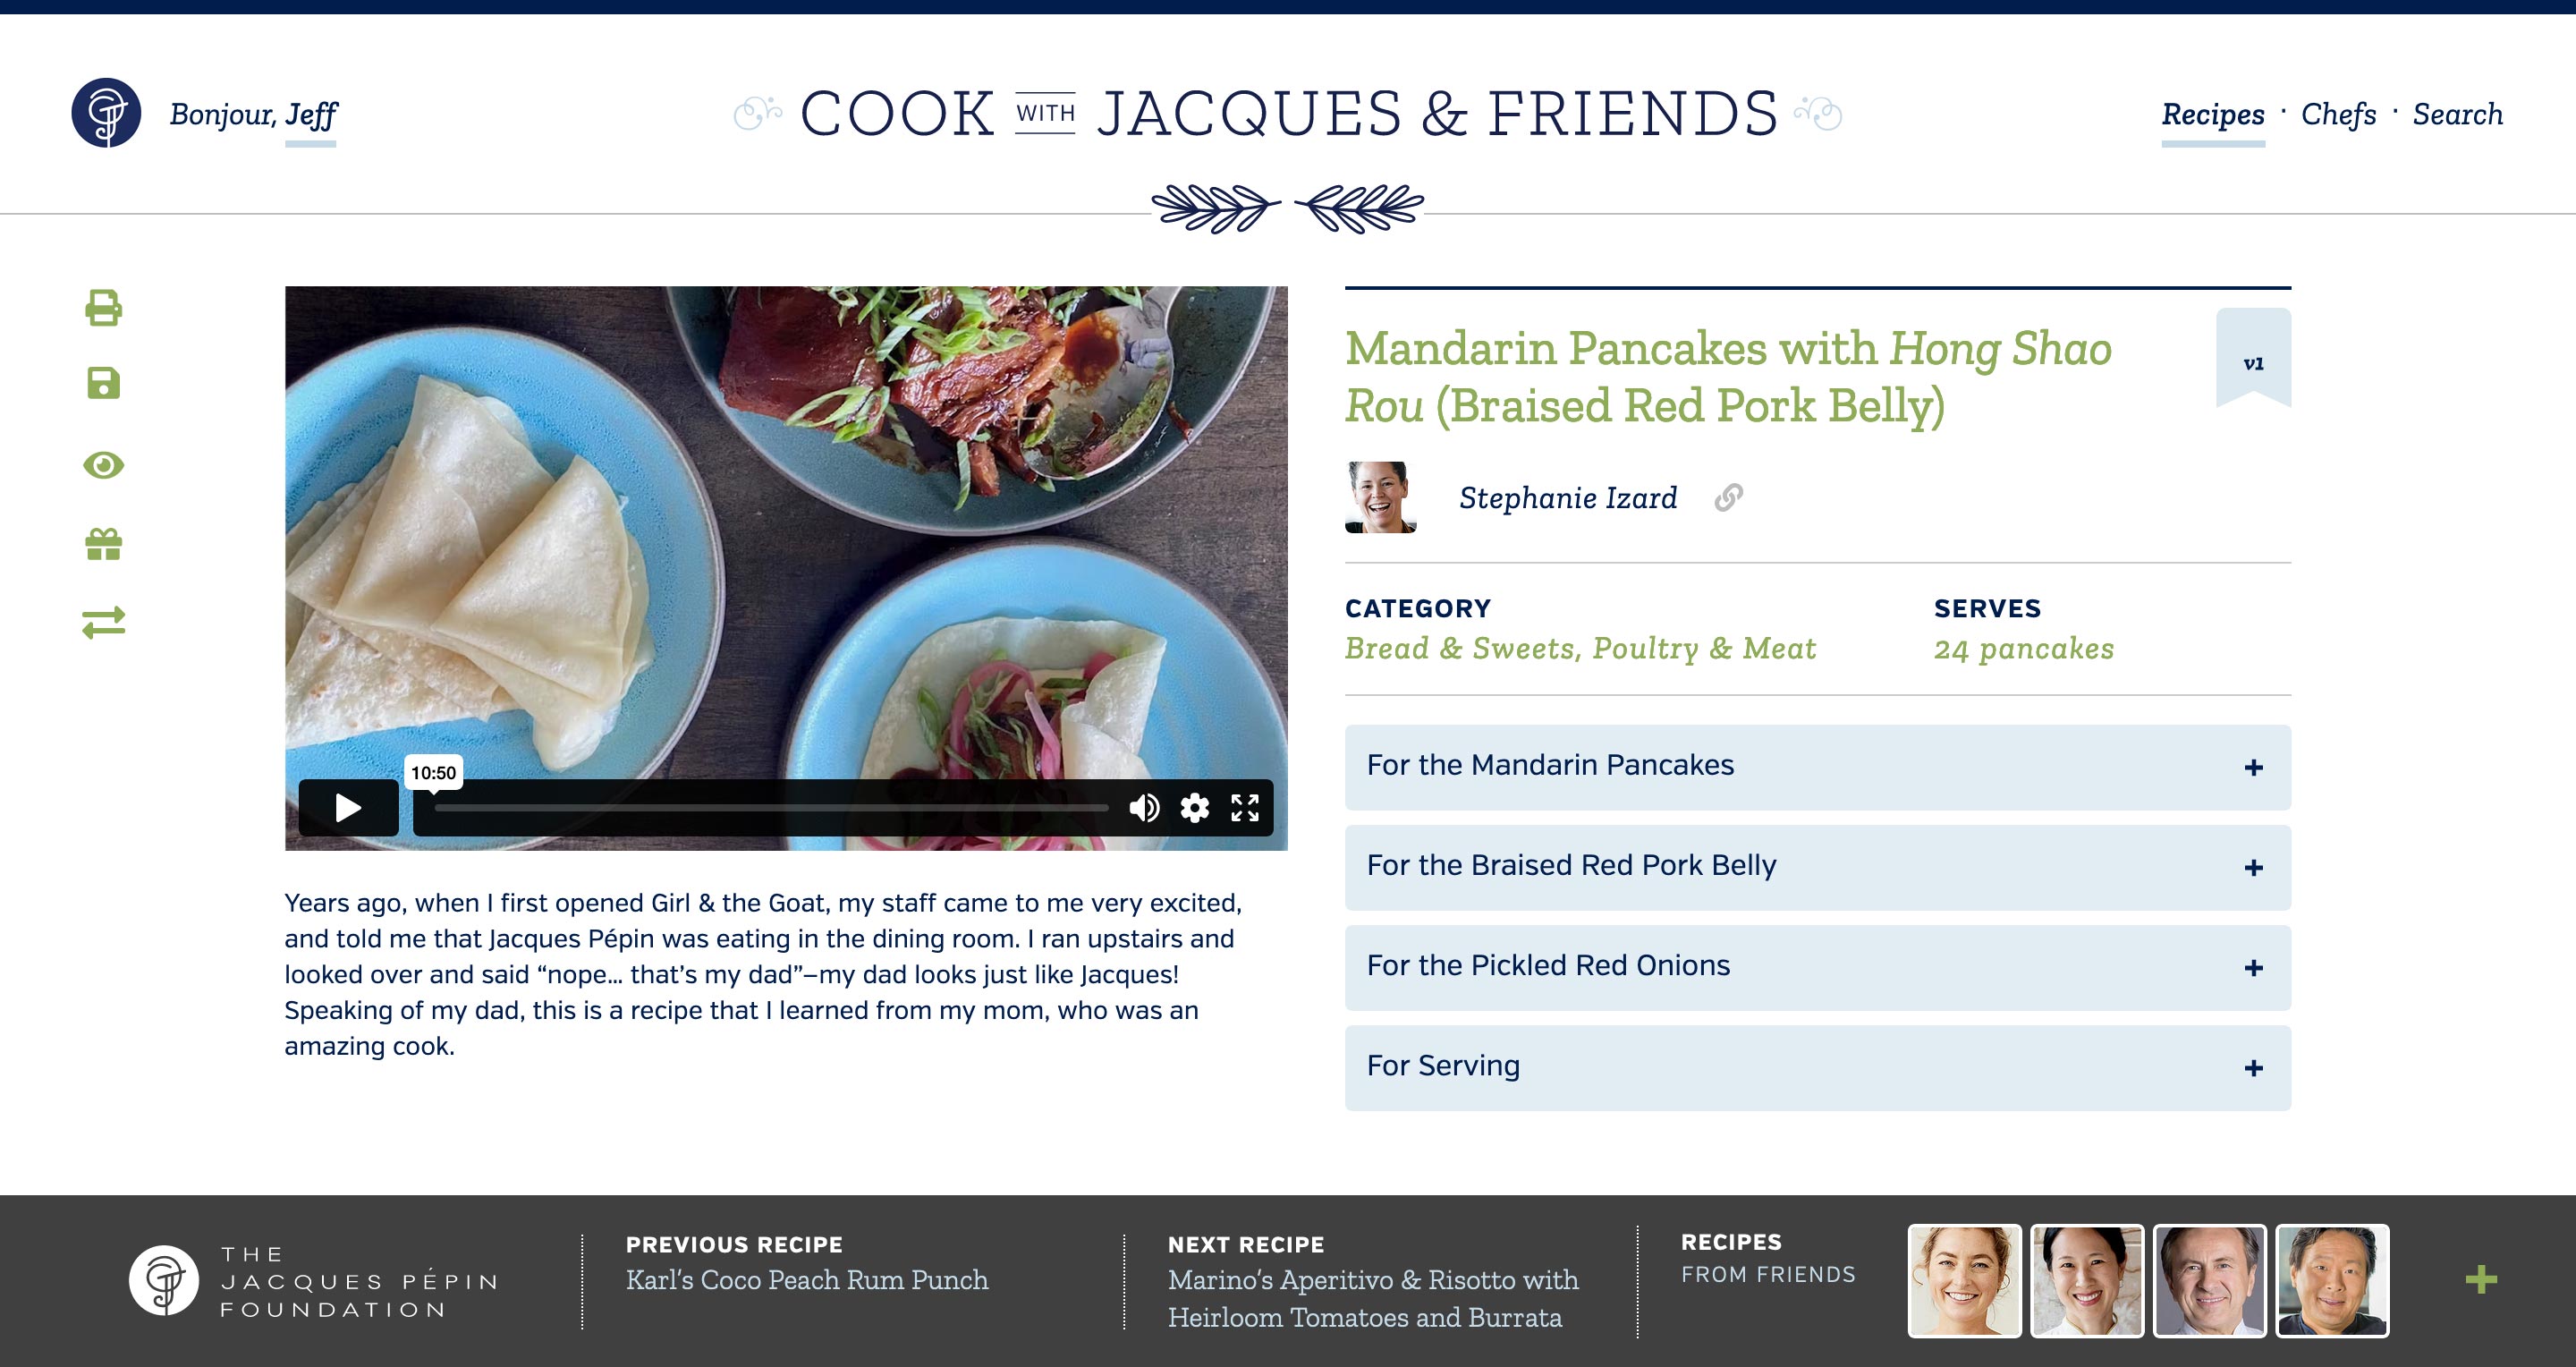 Bonjour, Jeff
COOK WITH JACQUES & FRIENDS
Recipes · Chefs · Search
Mandarin Pancakes with Hong Shao
Rou (Braised Red Pork Belly)
v1
Stephanie Izard
CATEGORY
Bread & Sweets, Poultry & Meat
SERVES
24 pancakes
For the Mandarin Pancakes
+
For the Braised Red Pork Belly
+
For the Pickled Red Onions
+
For Serving
+
10:50
Years ago, when I first opened Girl & the Goat, my staff came to me very excited,
and told me that Jacques Pépin was eating in the dining room. I ran upstairs and
looked over and said “nope... that’s my dad”–my dad looks just like Jacques!
Speaking of my dad, this is a recipe that I learned from my mom, who was an
amazing cook.
THE
JACQUES PÉPIN
FOUNDATION
PREVIOUS RECIPE
Karl’s Coco Peach Rum Punch
NEXT RECIPE
Marino’s Aperitivo & Risotto with
Heirloom Tomatoes and Burrata
RECIPES
FROM FRIENDS
+